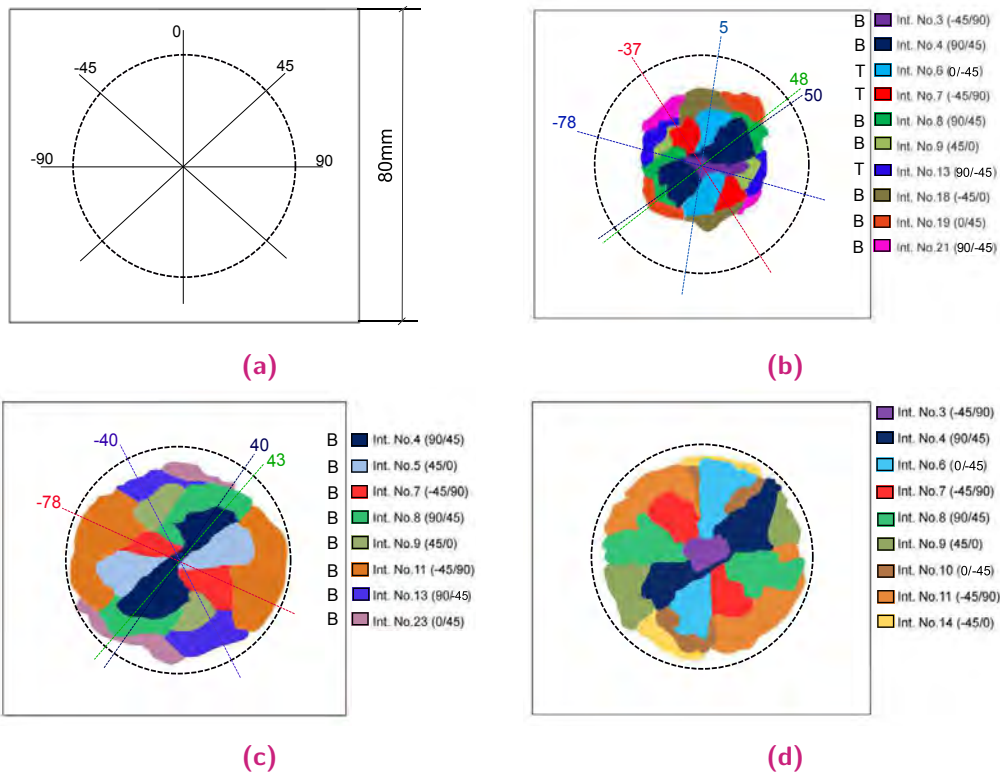 0
-45
45
-90
90
80mm
(a)
5
-37
48
50
-78
B Int. No.3 (-45/90)
B Int. No.4 (90/45)
T Int. No.6 (0/-45)
T Int. No.7 (-45/90)
B Int. No.8 (90/45)
B Int. No.9 (45/0)
T Int. No.13 (90/-45)
B Int. No.18 (-45/0)
B Int. No.19 (0/45)
B Int. No.21 (90/-45)
(b)
-40
40
43
-78
B Int. No.4 (90/45)
B Int. No.5 (45/0)
B Int. No.7 (-45/90)
B Int. No.8 (90/45)
B Int. No.9 (45/0)
B Int. No.11 (-45/90)
B Int. No.13 (90/-45)
B Int. No.23 (0/45)
(c)
Int. No.3 (-45/90)
Int. No.4 (90/45)
Int. No.6 (0/-45)
Int. No.7 (-45/90)
Int. No.8 (90/45)
Int. No.9 (45/0)
Int. No.10 (0/-45)
Int. No.11 (-45/90)
Int. No.14 (-45/0)
(d)